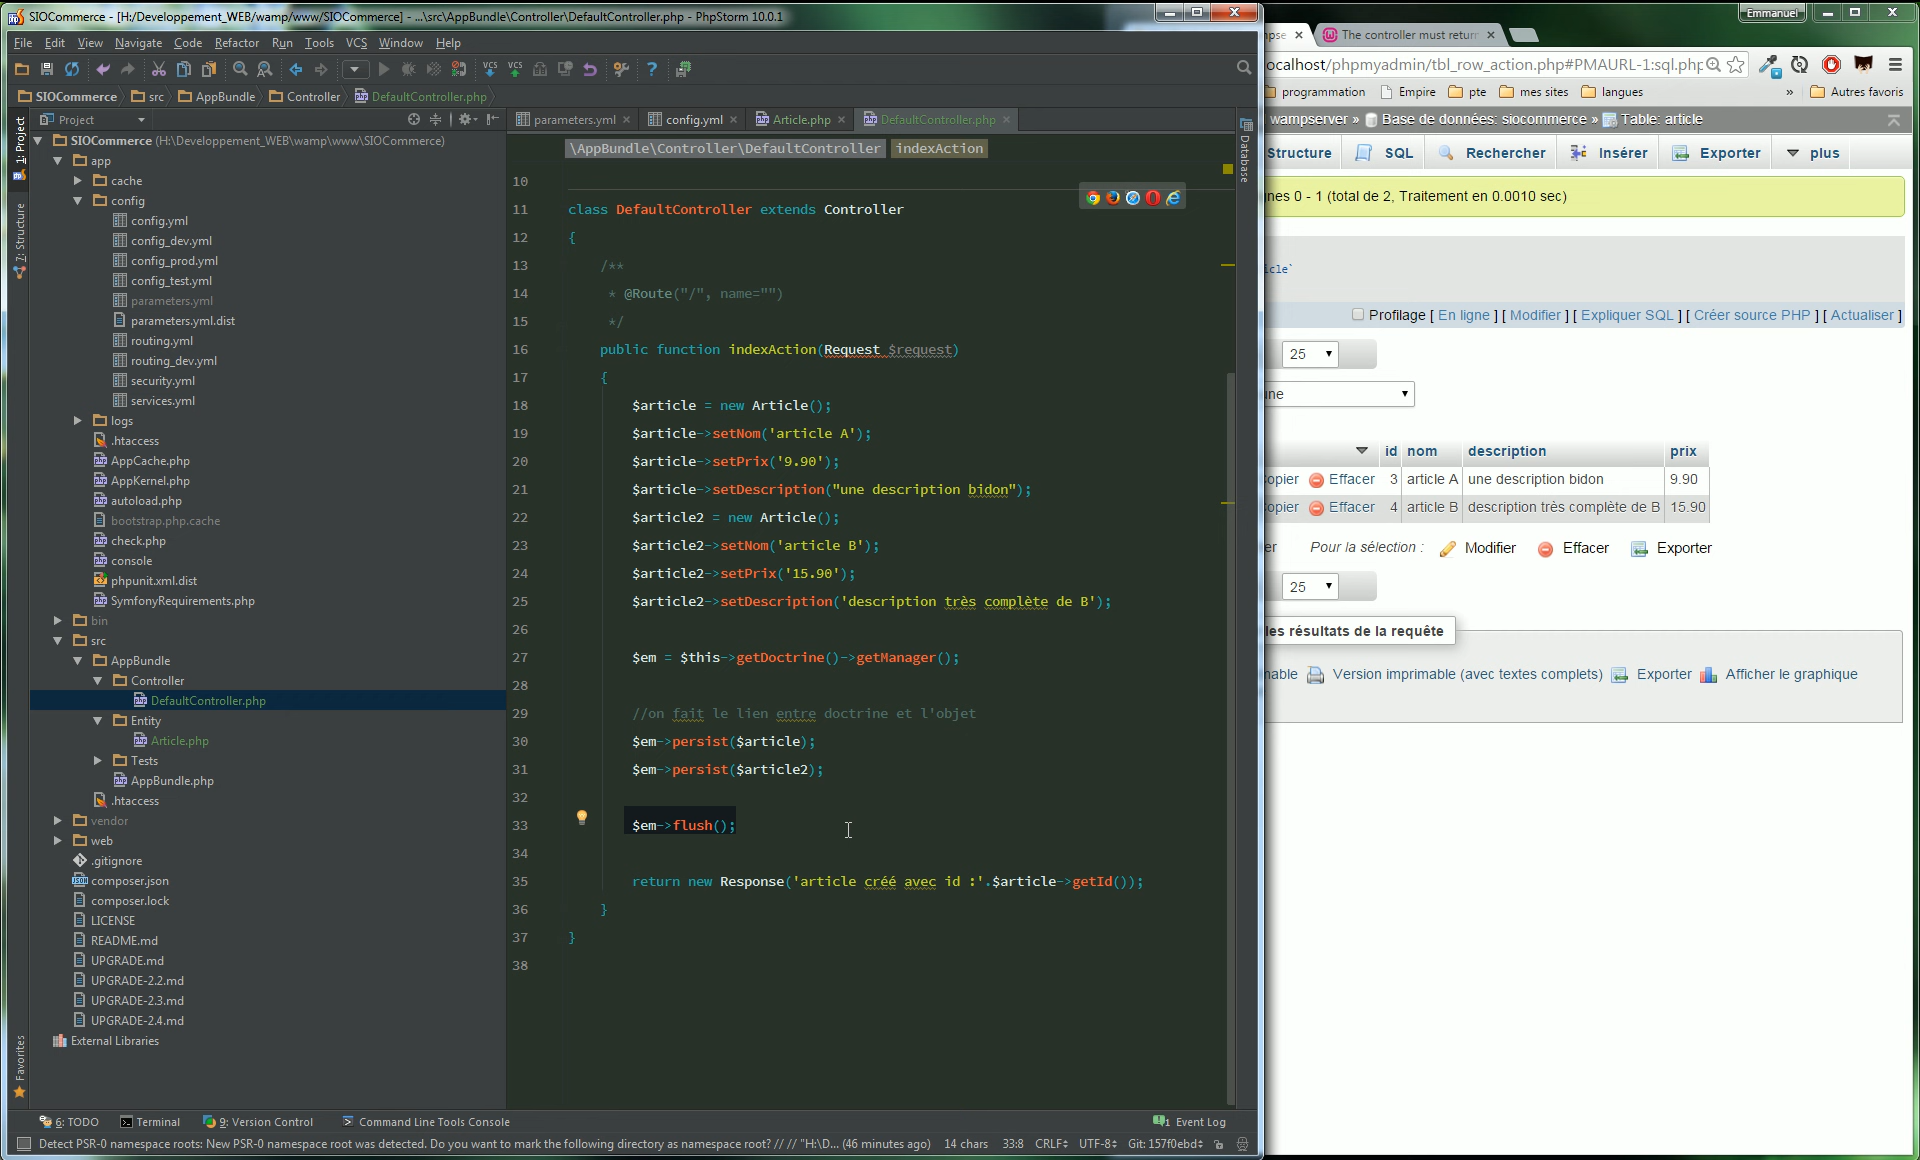 SIOCommerce - [H:/Developpement_WEB/wamp/www/SIOCommerce] - ...\src\AppBundle\Controller\DefaultController.php - PhpStorm 10.0.1
File Edit View Navigate Code Refactor Run Tools VCS Window Help
SIOCommerce src AppBundle Controller DefaultController.php
Project
parameters.yml config.yml Article.php DefaultController.php
1: Project
7: Structure
Favorites
Database
SIOCommerce (H:\Developpement_WEB\wamp\www\SIOCommerce)
app
cache
config
config.yml
config_dev.yml
config_prod.yml
config_test.yml
parameters.yml
parameters.yml.dist
routing.yml
routing_dev.yml
security.yml
services.yml
logs
.htaccess
AppCache.php
AppKernel.php
autoload.php
bootstrap.php.cache
check.php
console
phpunit.xml.dist
SymfonyRequirements.php
bin
src
AppBundle
Controller
DefaultController.php
Entity
Article.php
Tests
AppBundle.php
.htaccess
vendor
web
.gitignore
composer.json
composer.lock
LICENSE
README.md
UPGRADE.md
UPGRADE-2.2.md
UPGRADE-2.3.md
UPGRADE-2.4.md
External Libraries
\AppBundle\Controller\DefaultController indexAction
10
11 class DefaultController extends Controller
12 {
13 /**
14 * @Route("/", name="")
15 */
16 public function indexAction(Request $request)
17 {
18 $article = new Article();
19 $article->setNom('article A');
20 $article->setPrix('9.90');
21 $article->setDescription("une description bidon");
22 $article2 = new Article();
23 $article2->setNom('article B');
24 $article2->setPrix('15.90');
25 $article2->setDescription('description très complète de B');
26
27 $em = $this->getDoctrine()->getManager();
28
29 //on fait le lien entre doctrine et l'objet
30 $em->persist($article);
31 $em->persist($article2);
32
33 $em->flush();
34
35 return new Response('article créé avec id :'.$article->getId());
36 }
37 }
38
6: TODO Terminal 9: Version Control Command Line Tools Console Event Log
Detect PSR-0 namespace roots: New PSR-0 namespace root was detected. Do you want to mark the following directory as namespace root? // // "H:\D... (46 minutes ago) 14 chars 33:8 CRLF UTF-8 Git: 157f0ebd
Emmanuel
The controller must return
ocalhost/phpmyadmin/tbl_row_action.php#PMAURL-1:sql.php
programmation Empire pte mes sites langues » Autres favoris
wampserver » Base de données: siocommerce » Table: article
Structure SQL Rechercher Insérer Exporter plus
nes 0 - 1 (total de 2, Traitement en 0.0010 sec)
icle`
Profilage [ En ligne ] [ Modifier ] [ Expliquer SQL ] [ Créer source PHP ] [ Actualiser ]
25
ne
id nom description prix
opier Effacer 3 article A une description bidon 9.90
opier Effacer 4 article B description très complète de B 15.90
er Pour la sélection : Modifier Effacer Exporter
25
les résultats de la requête
mable Version imprimable (avec textes complets) Exporter Afficher le graphique